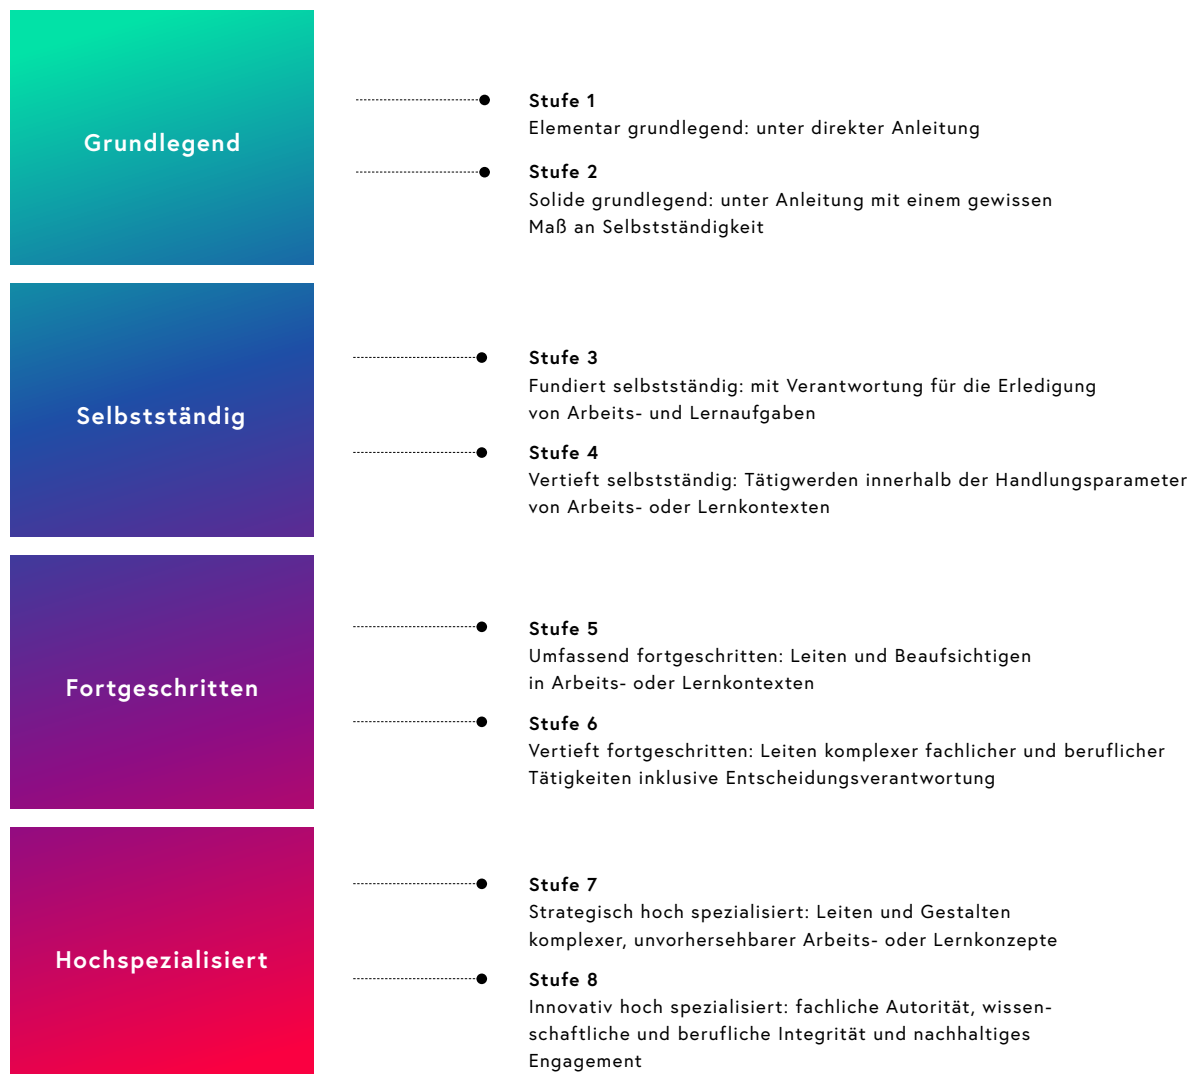 Grundlegend
Stufe 1
Elementar grundlegend: unter direkter Anleitung
Stufe 2
Solide grundlegend: unter Anleitung mit einem gewissen
Maß an Selbstständigkeit
Selbstständig
Stufe 3
Fundiert selbstständig: mit Verantwortung für die Erledigung
von Arbeits- und Lernaufgaben
Stufe 4
Vertieft selbstständig: Tätigwerden innerhalb der Handlungsparameter
von Arbeits- oder Lernkontexten
Fortgeschritten
Stufe 5
Umfassend fortgeschritten: Leiten und Beaufsichtigen
in Arbeits- oder Lernkontexten
Stufe 6
Vertieft fortgeschritten: Leiten komplexer fachlicher und beruflicher
Tätigkeiten inklusive Entscheidungsverantwortung
Hochspezialisiert
Stufe 7
Strategisch hoch spezialisiert: Leiten und Gestalten
komplexer, unvorhersehbarer Arbeits- oder Lernkonzepte
Stufe 8
Innovativ hoch spezialisiert: fachliche Autorität, wissen-
schaftliche und berufliche Integrität und nachhaltiges
Engagement